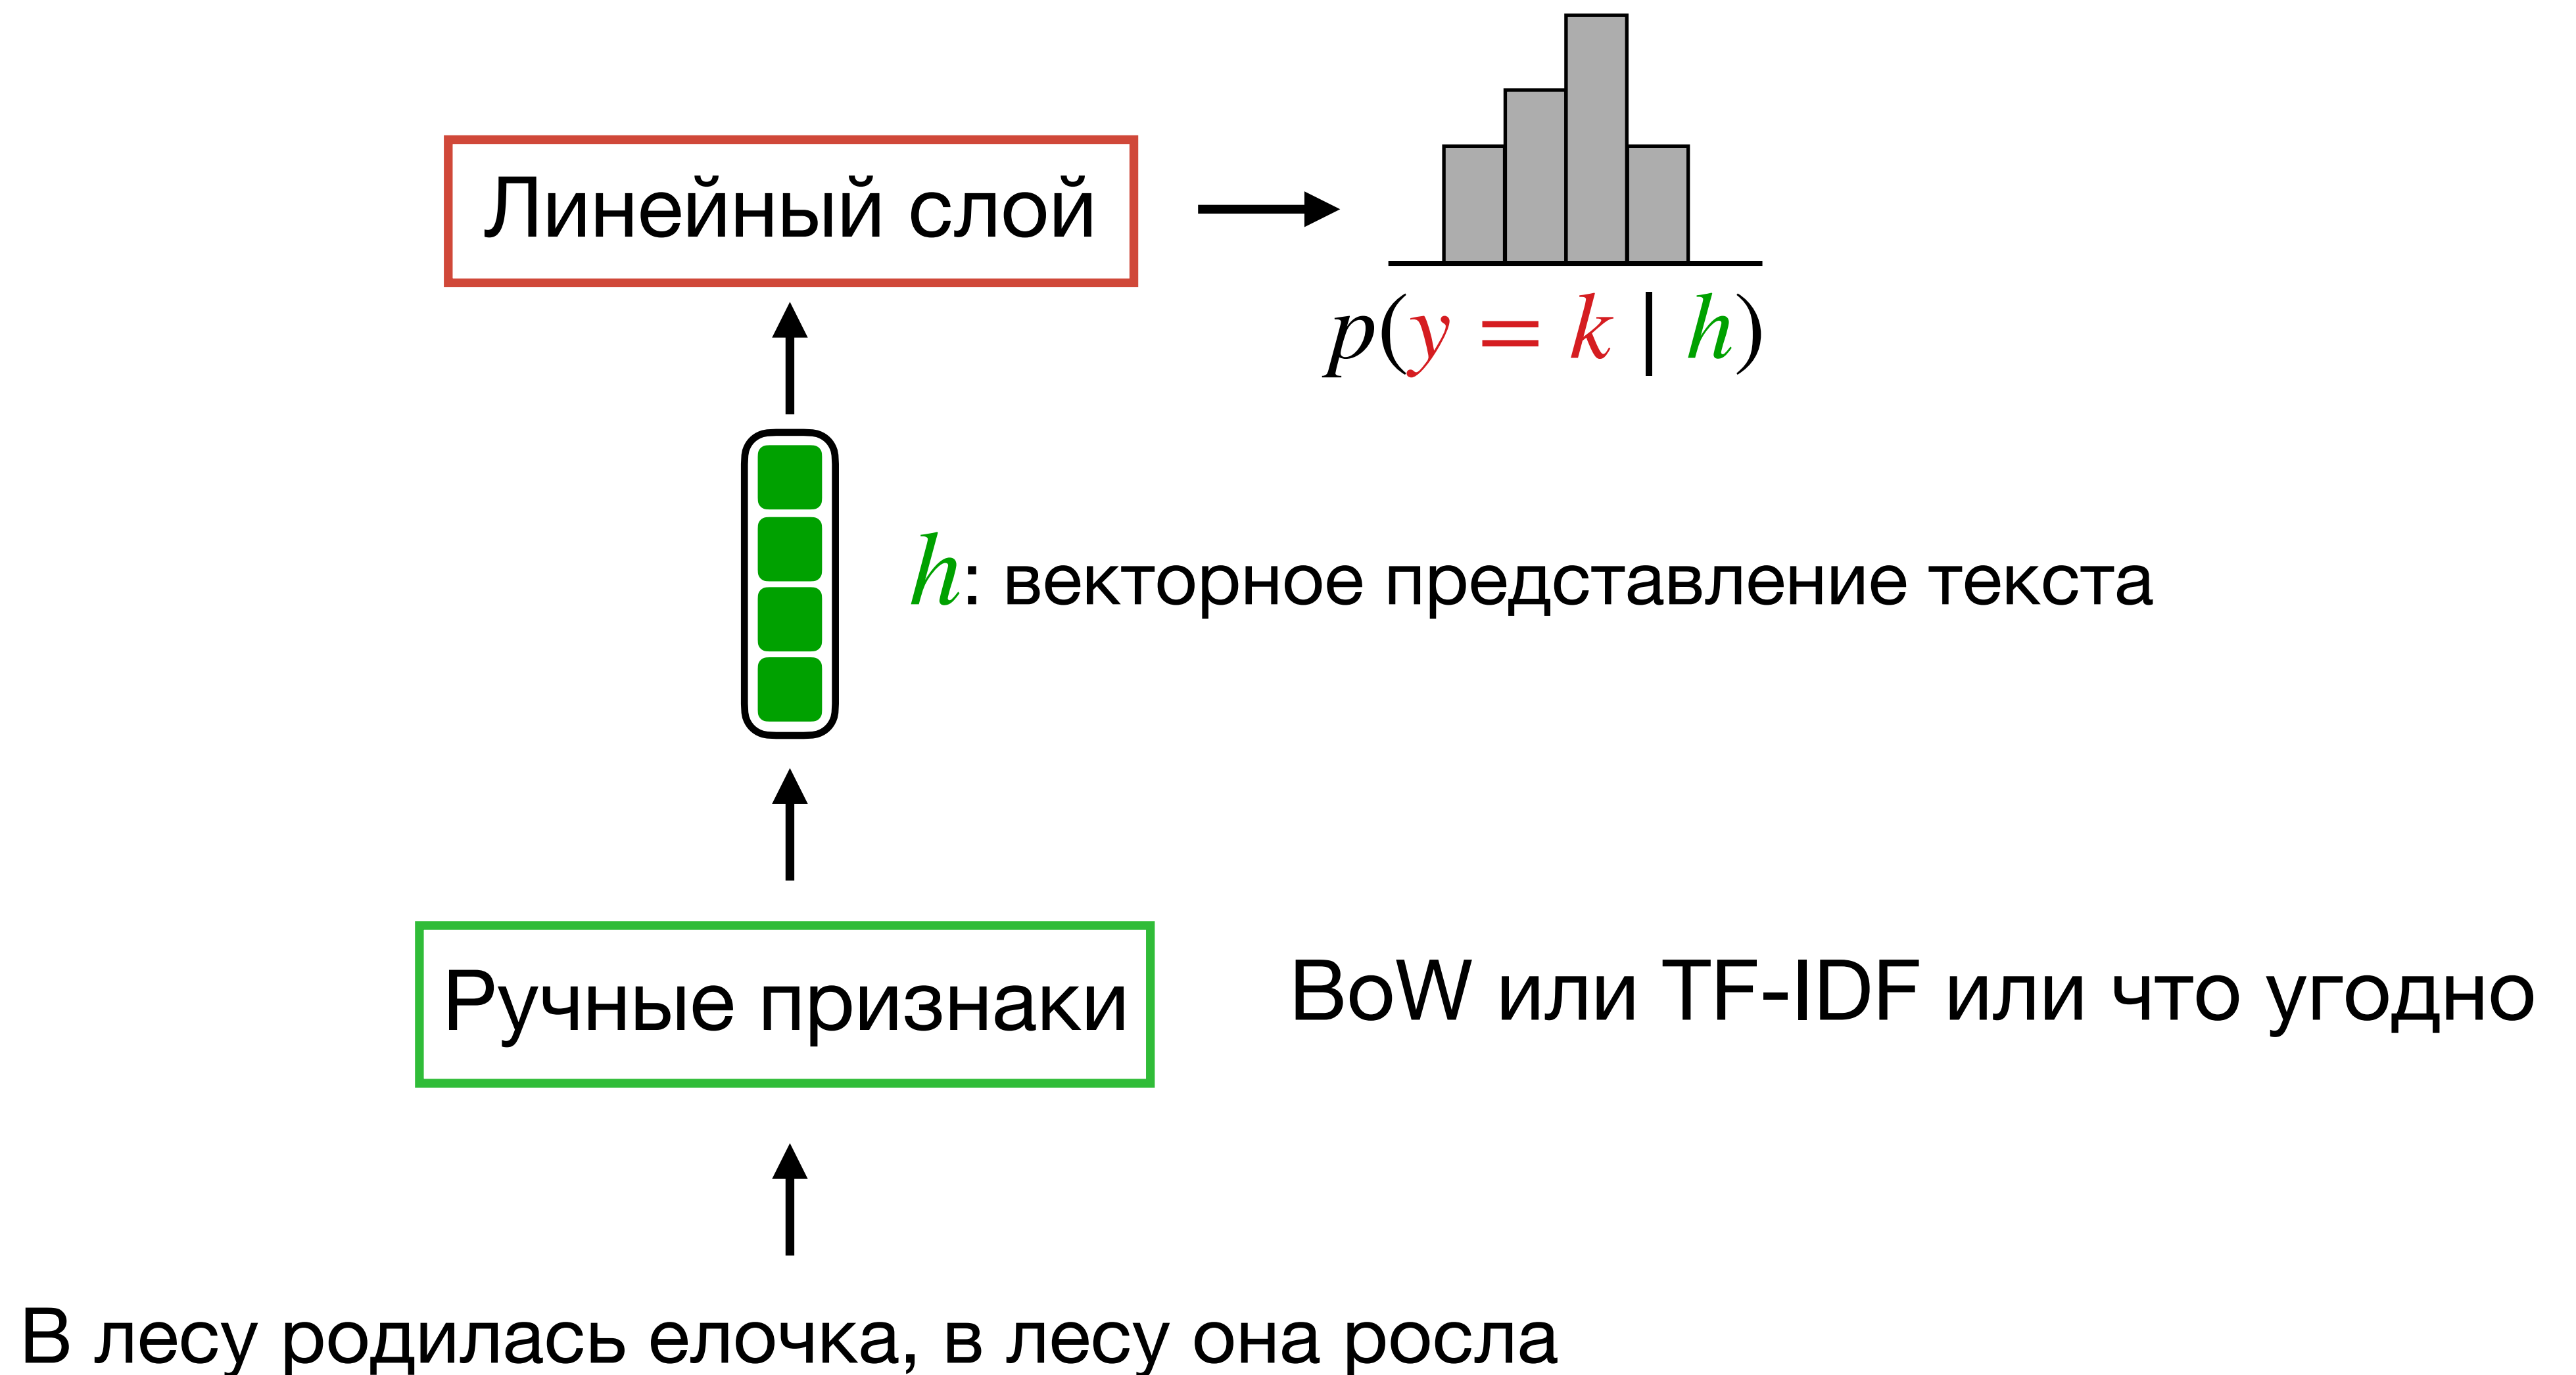 Линейный слой
p(y = k | h)
h: векторное представление текста
Ручные признаки
BoW или TF-IDF или что угодно
В лесу родилась елочка, в лесу она росла